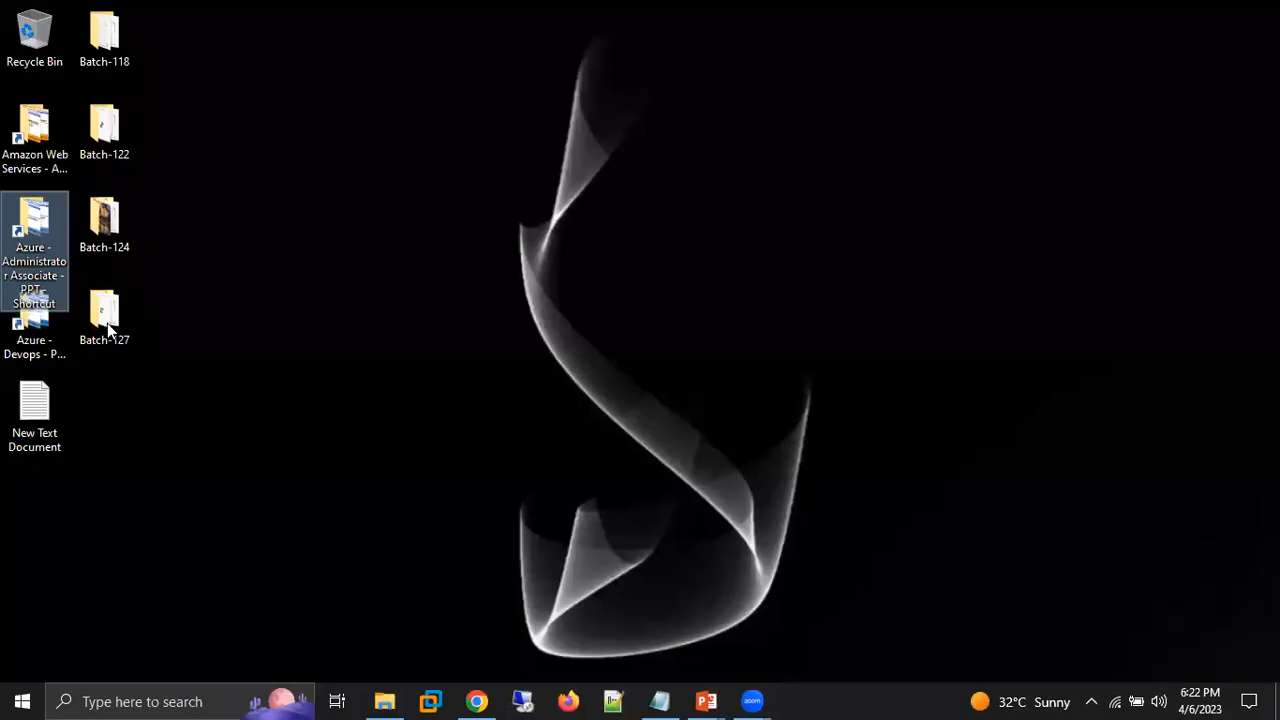 Recycle Bin
Batch-118
Amazon Web
Services - A...
Batch-122
Azure -
Administrato
r Associate -
PPT -
Shortcut
Batch-124
Azure -
Devops - P...
Batch-127
New Text
Document
Type here to search
zoom
32°C Sunny
6:22 PM
4/6/2023